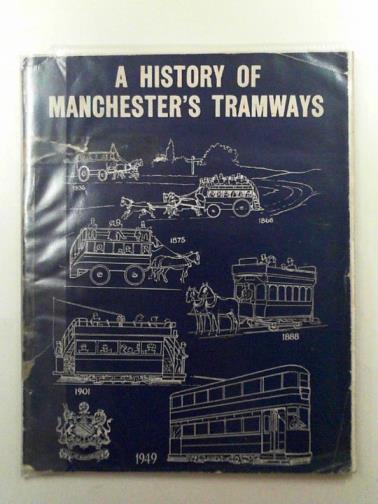 A HISTORY OF
MANCHESTER'S TRAMWAYS
1866
1875
1888
1901
1949